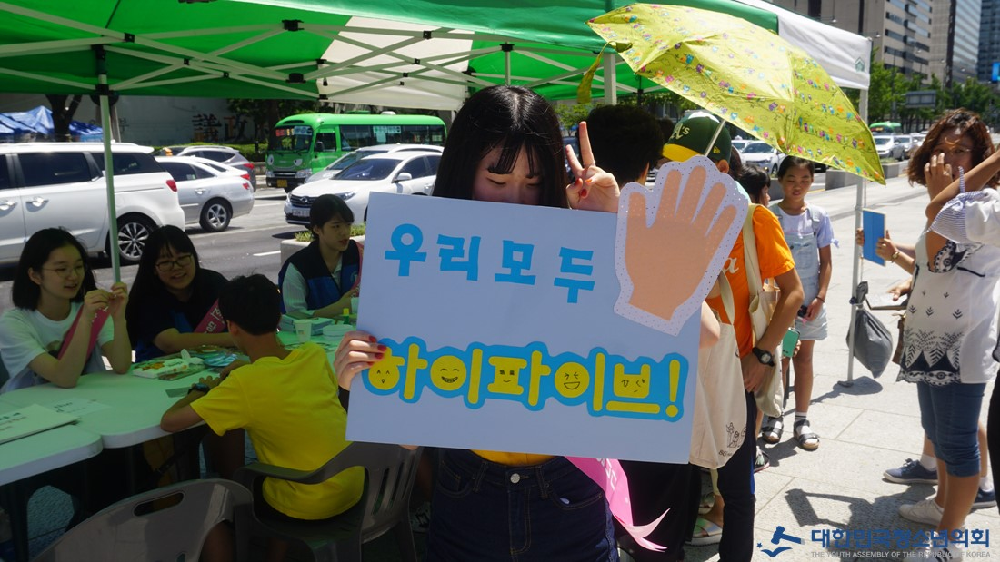 우리 모두
하이파이브!
대한민국청소년의회
THE YOUTH ASSEMBLY OF THE REPUBLIC OF KOREA